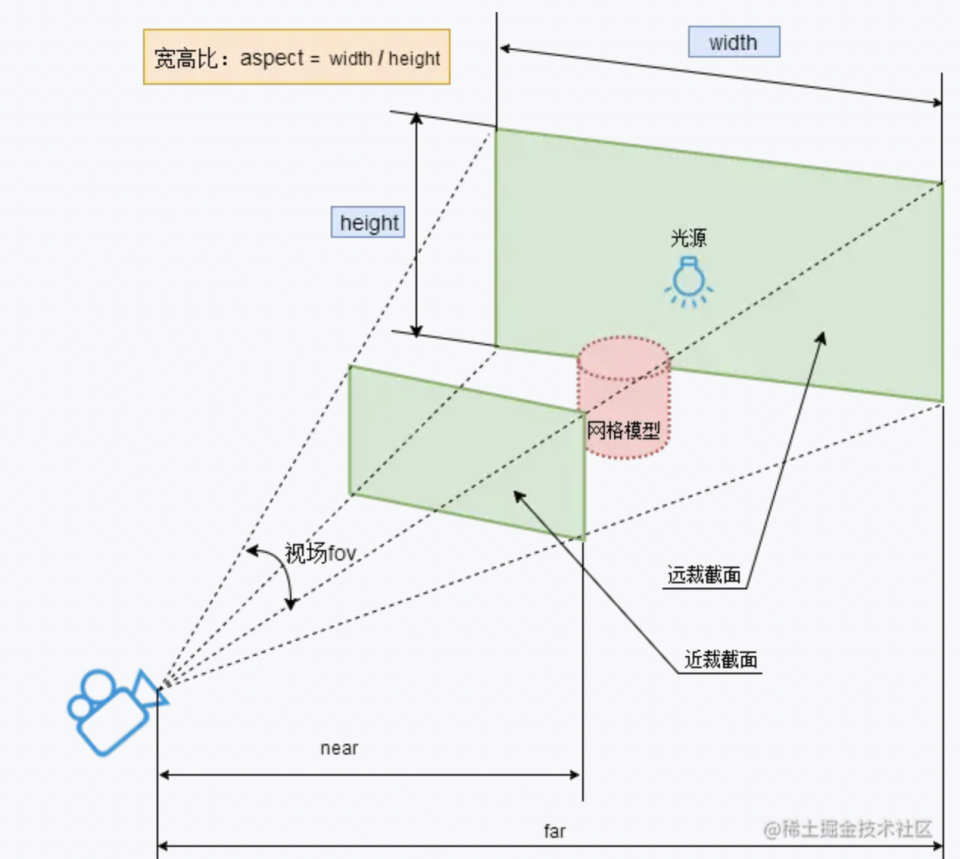 宽高比：aspect = width / height
width
height
光源
网格模型
视场fov
远裁截面
近裁截面
near
far
@稀土掘金技术社区